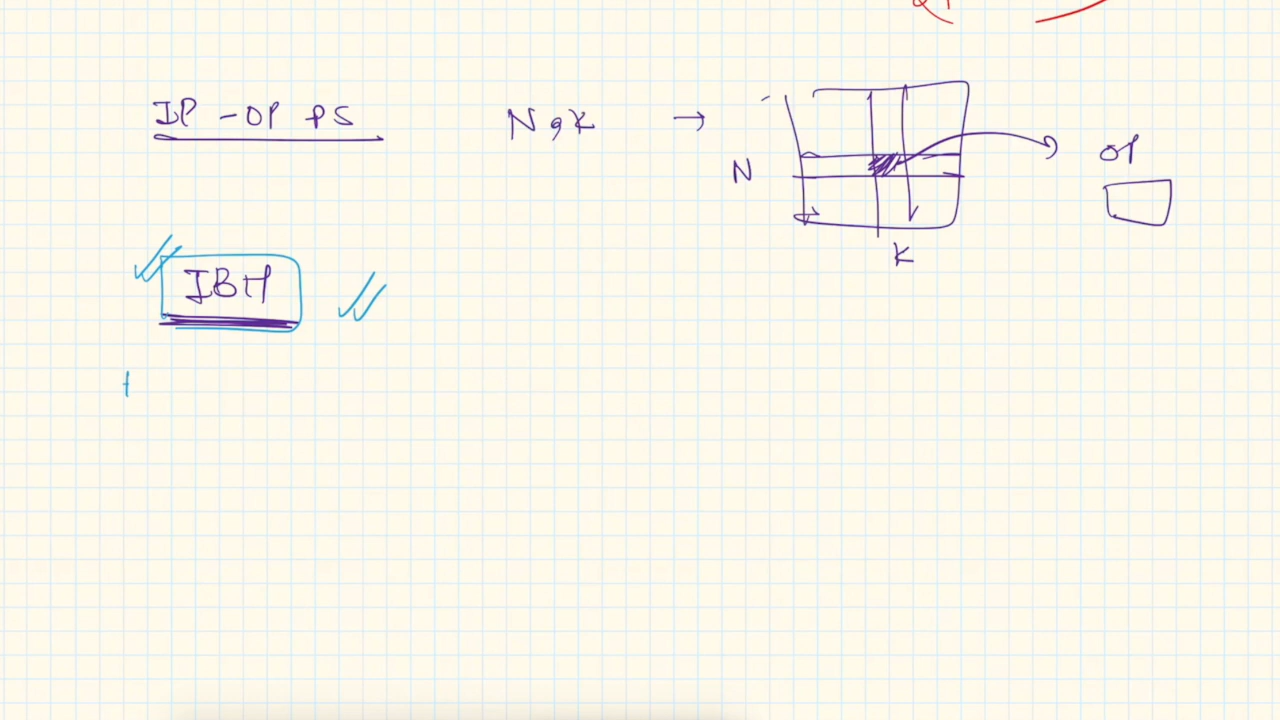 IP - OP PS
N, K →
N
OP
K
IBH